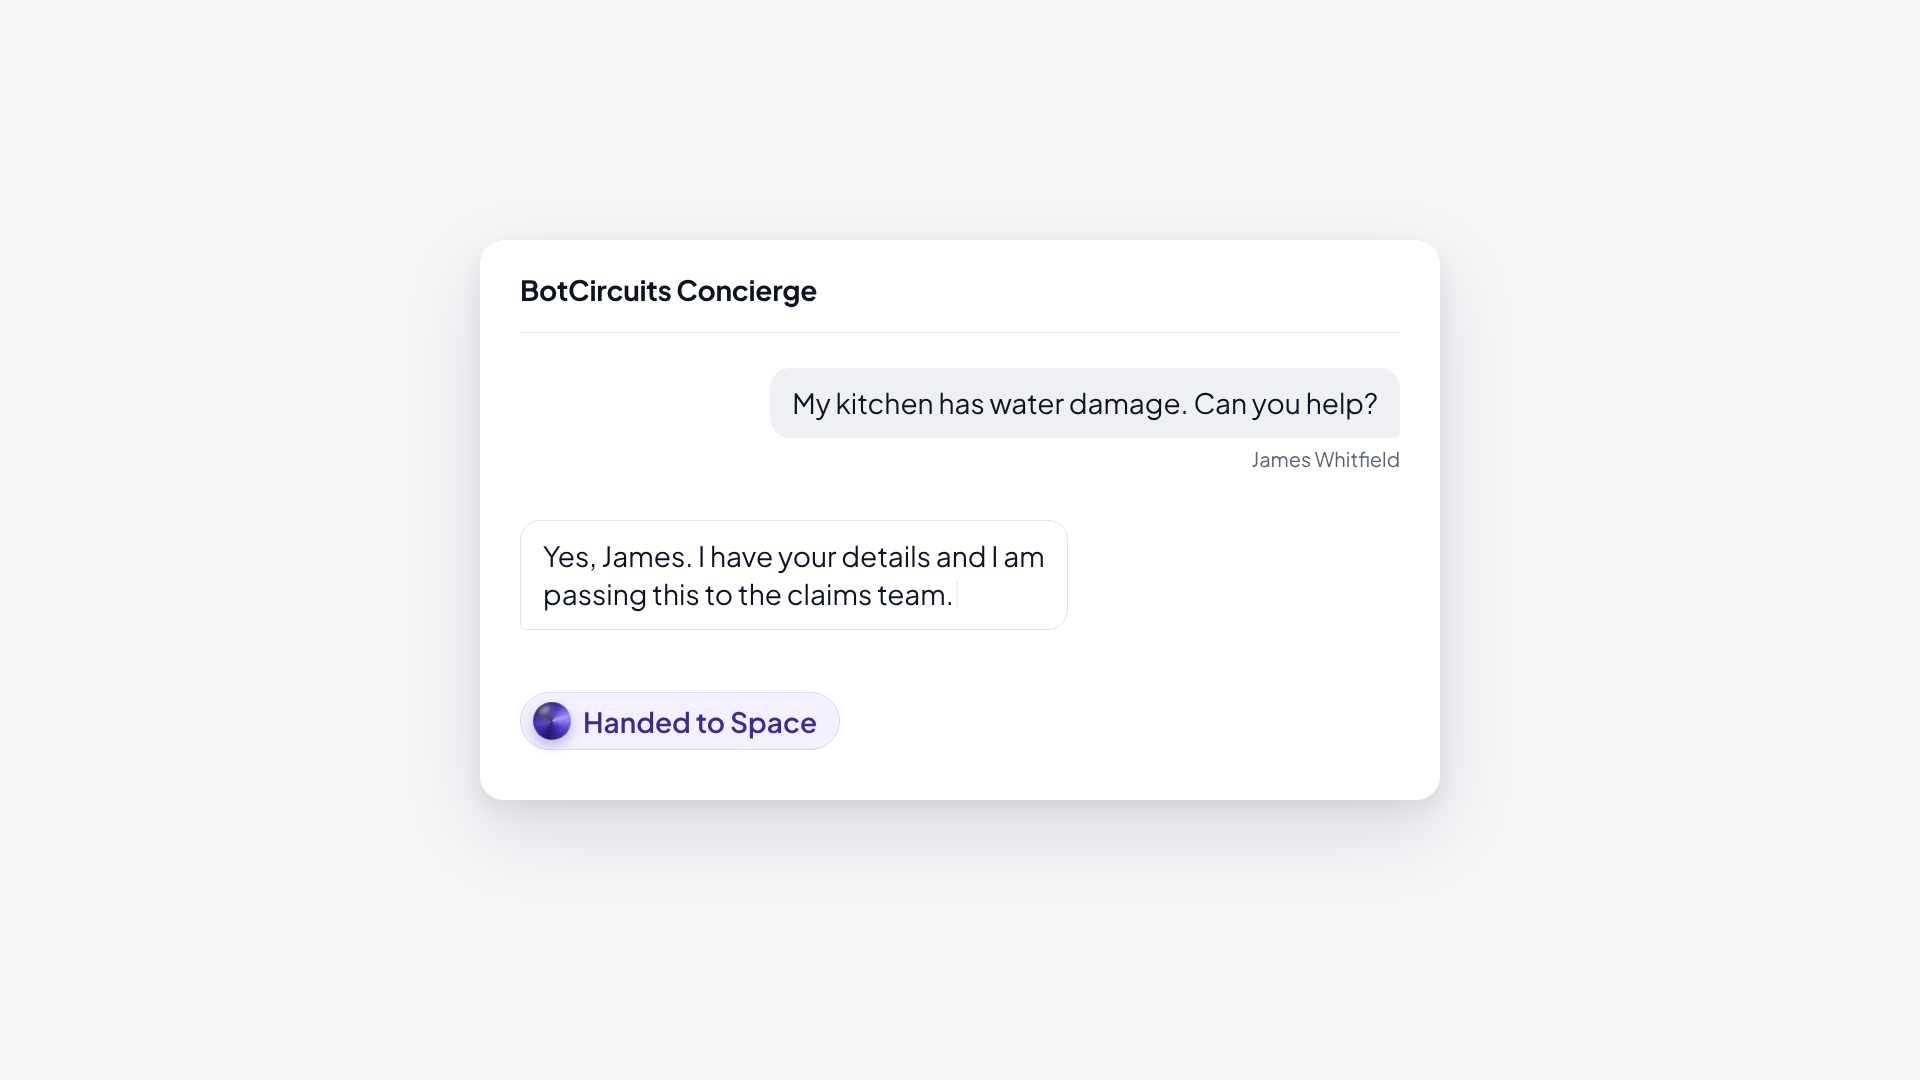 BotCircuits Concierge
My kitchen has water damage. Can you help?
James Whitfield
Yes, James. I have your details and I am
passing this to the claims team.
Handed to Space